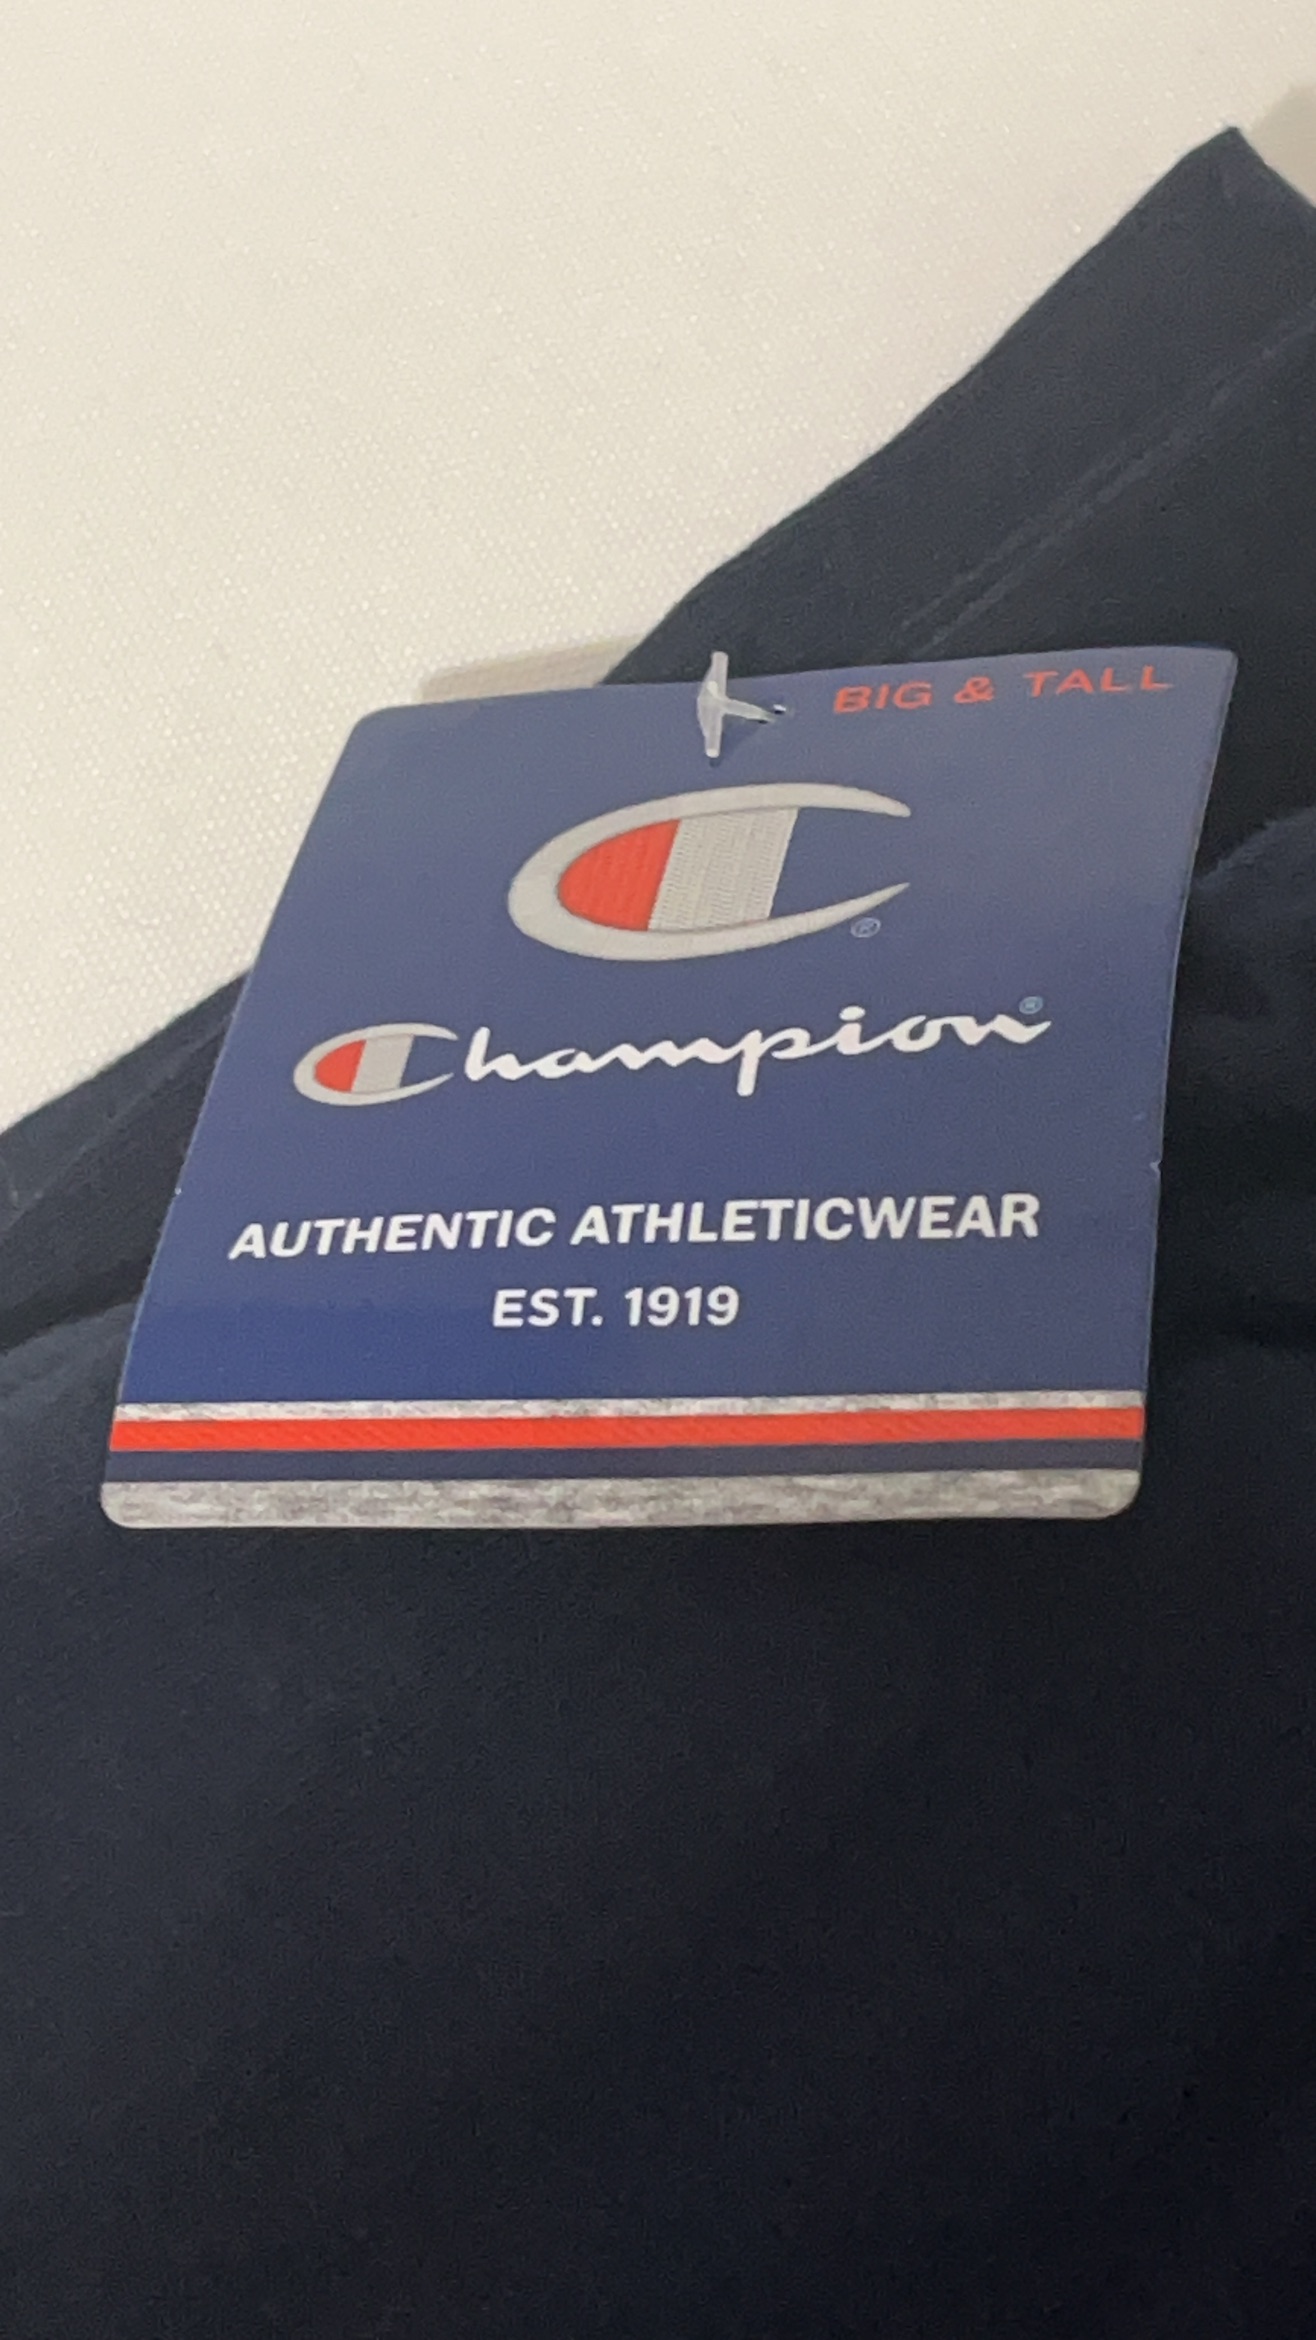 BIG & TALL
C®
Champion®
AUTHENTIC ATHLETICWEAR
EST. 1919